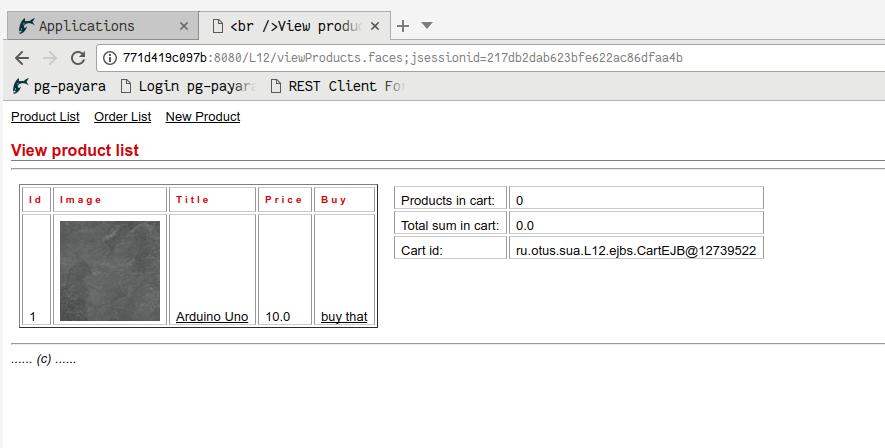 Applications
<br />View produc
771d419c097b:8080/L12/viewProducts.faces;jsessionid=217db2dab623bfe622ac86dfaa4b
pg-payara Login pg-payara REST Client For
Product List Order List New Product
View product list
Id Image Title Price Buy
1 Arduino Uno 10.0 buy that
Products in cart: 0
Total sum in cart: 0.0
Cart id: ru.otus.sua.L12.ejbs.CartEJB@12739522
...... (c) ......